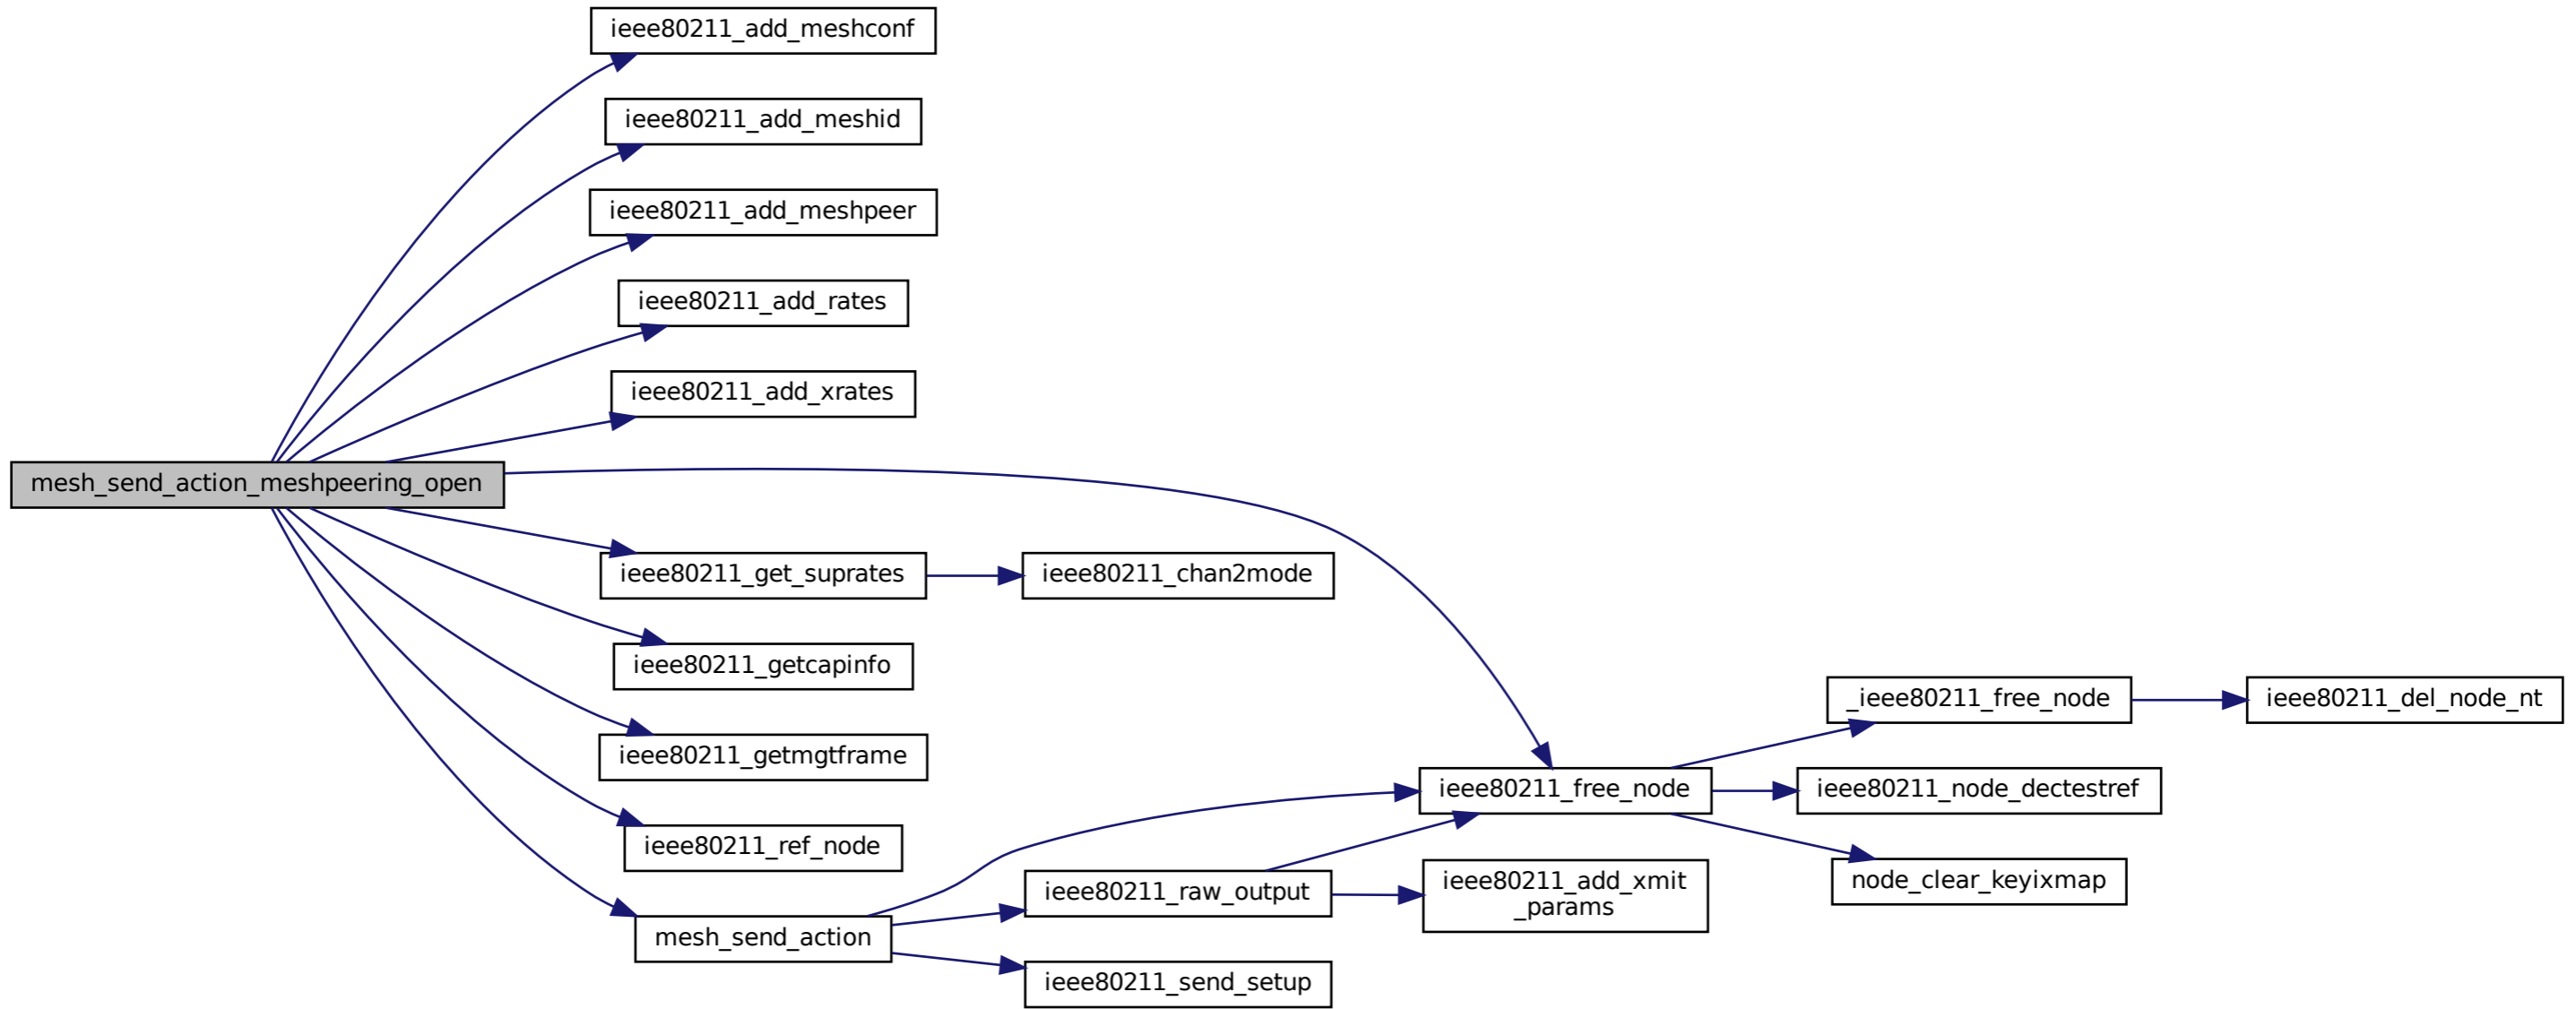 ieee80211_add_meshconf
ieee80211_add_meshid
ieee80211_add_meshpeer
ieee80211_add_rates
ieee80211_add_xrates
mesh_send_action_meshpeering_open
ieee80211_get_suprates
ieee80211_chan2mode
ieee80211_getcapinfo
_ieee80211_free_node
ieee80211_del_node_nt
ieee80211_getmgtframe
ieee80211_free_node
ieee80211_node_dectestref
ieee80211_ref_node
ieee80211_raw_output
ieee80211_add_xmit
_params
node_clear_keyixmap
mesh_send_action
ieee80211_send_setup